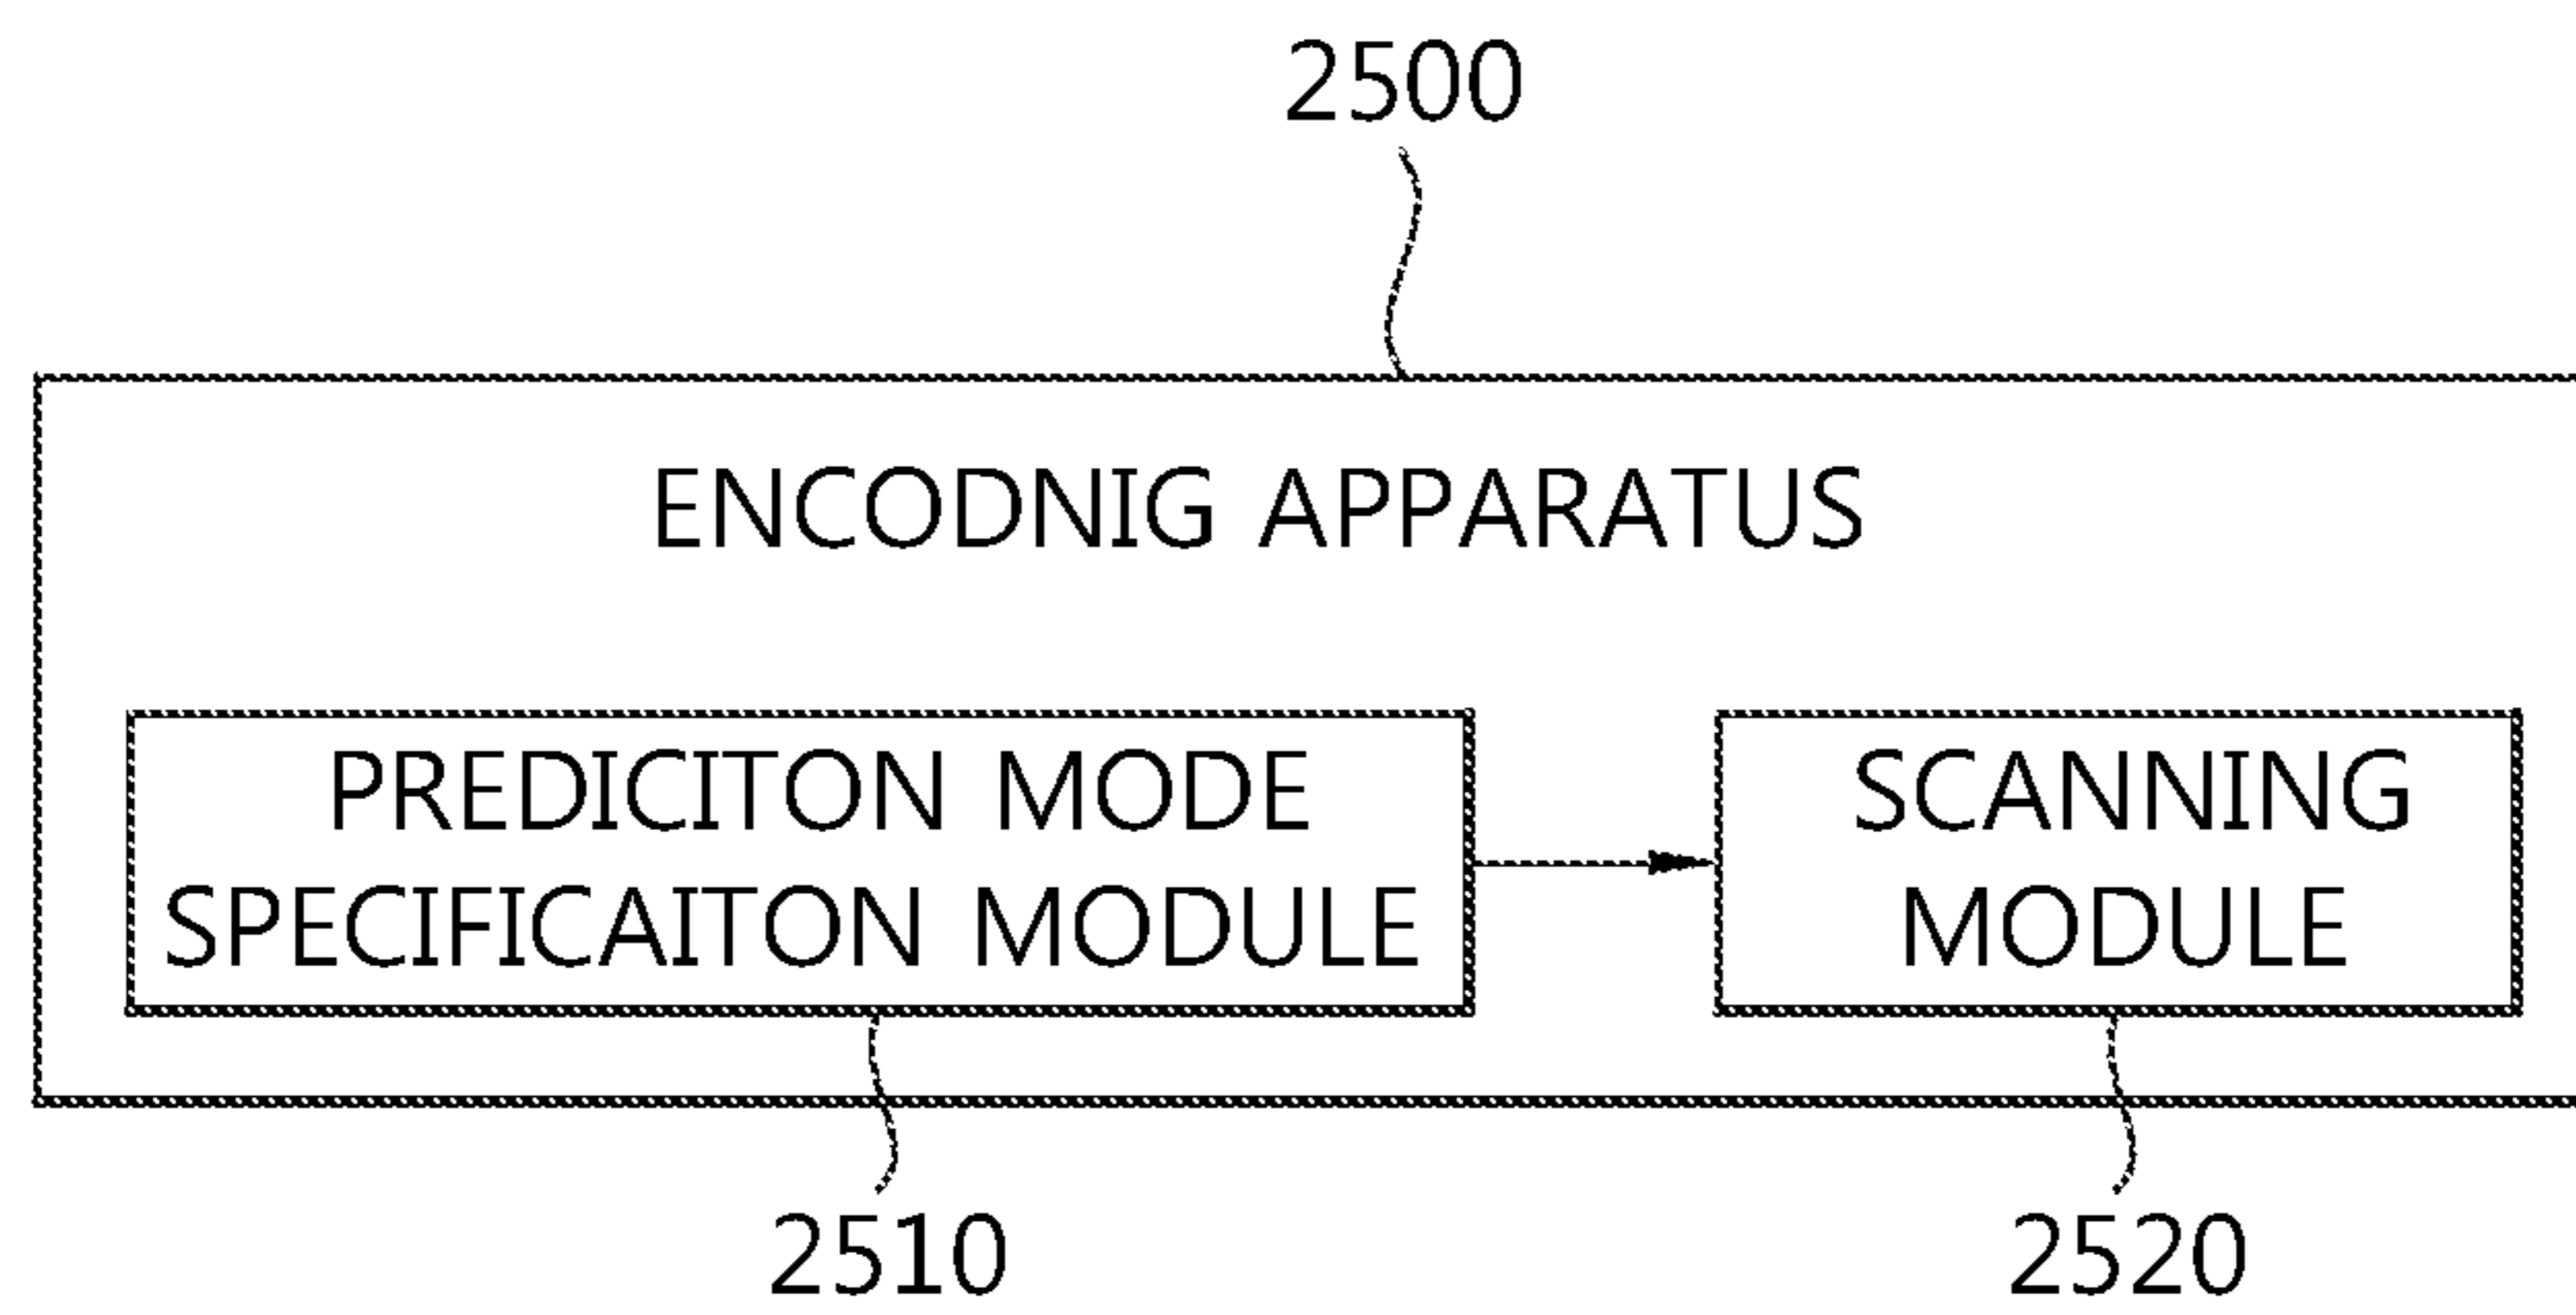 2500
ENCODNIG APPARATUS
PREDICITON MODE
SPECIFICAITON MODULE
SCANNING
MODULE
2510
2520